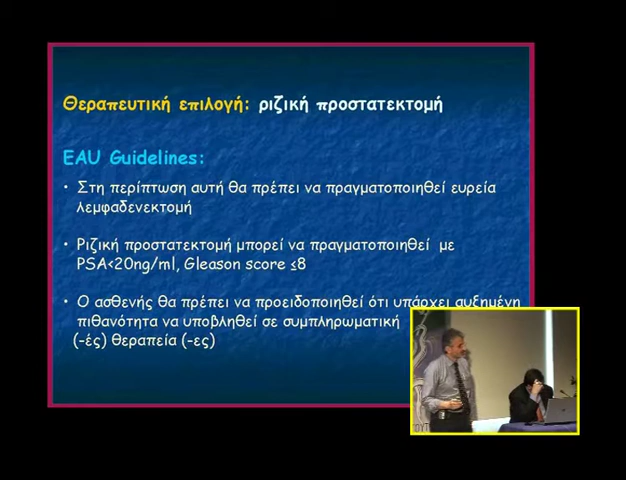 Θεραπευτική επιλογή: ριζική προστατεκτομή
EAU Guidelines:
• Στη περίπτωση αυτή θα πρέπει να πραγματοποιηθεί ευρεία
λεμφαδενεκτομή
• Ριζική προστατεκτομή μπορεί να πραγματοποιηθεί με
PSA<20ng/ml, Gleason score ≤8
• Ο ασθενής θα πρέπει να προειδοποιηθεί ότι υπάρχει αυξημένη
πιθανότητα να υποβληθεί σε συμπληρωματική
(-ές) θεραπεία (-ες)